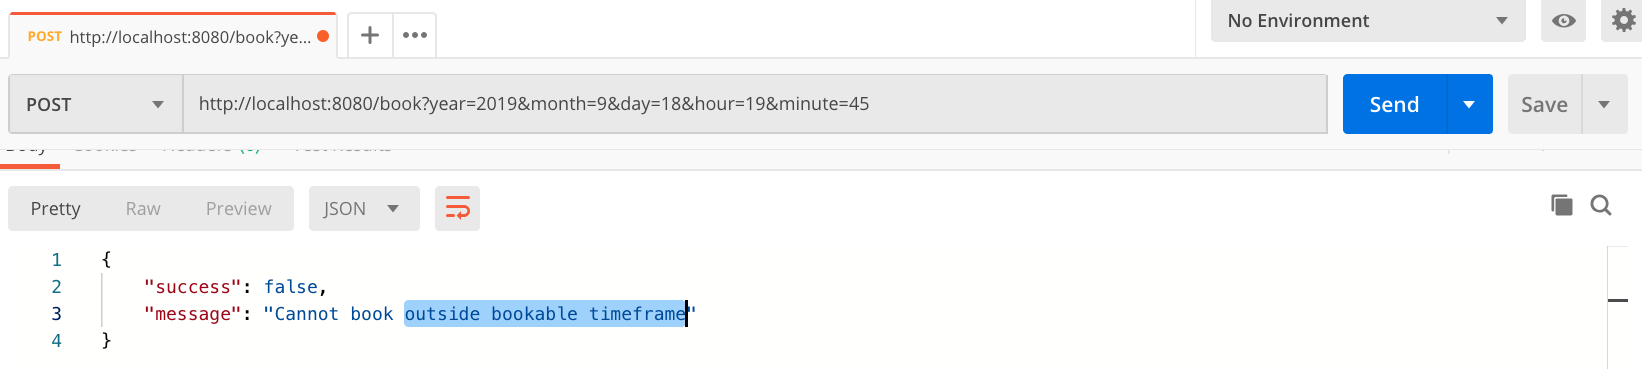 No Environment
POST http://localhost:8080/book?ye...
POST http://localhost:8080/book?year=2019&month=9&day=18&hour=19&minute=45 Send Save
Pretty Raw Preview JSON
1 {
2 "success": false,
3 "message": "Cannot book outside bookable timeframe"
4 }